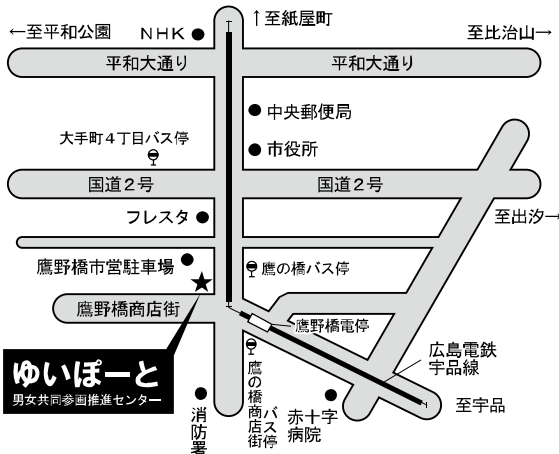 ↑至紙屋町
←至平和公園
NHK
至比治山→
平和大通り
平和大通り
中央郵便局
大手町4丁目バス停
市役所
国道2号
国道2号
フレスタ
至出汐→
鷹野橋市営駐車場
鷹の橋バス停
鷹野橋商店街
鷹野橋電停
広島電鉄
宇品線
ゆいぽーと
男女共同参画推進センター
消防署
鷹の橋商店街
バス停
赤十字
病院
至宇品